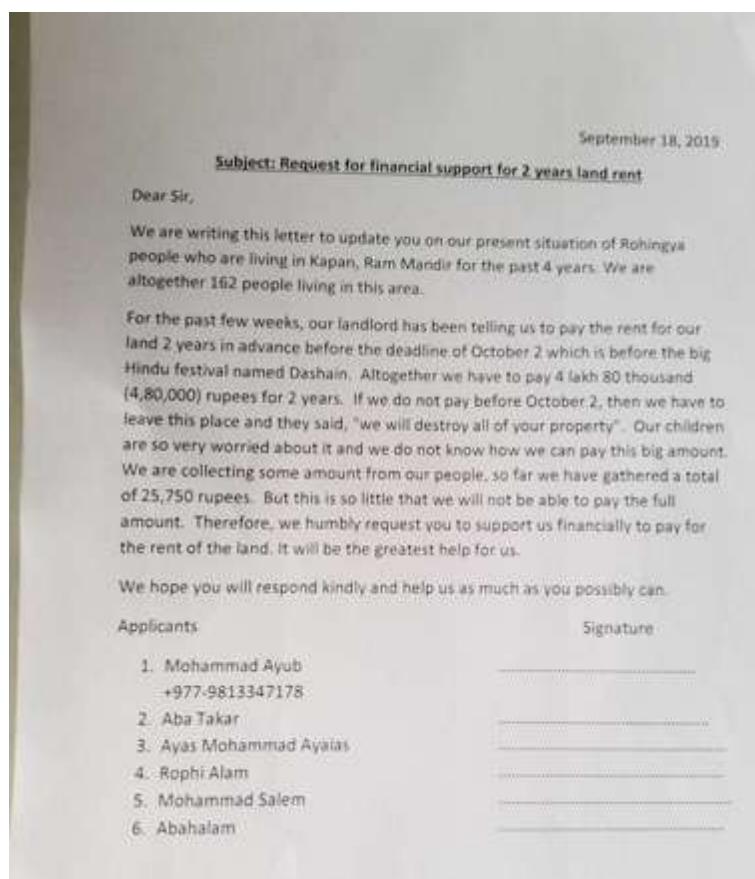 September 18, 2019
Subject: Request for financial support for 2 years land rent
Dear Sir,
We are writing this letter to update you on our present situation of Rohingya
people who are living in Kapan, Ram Mandir for the past 4 years. We are
altogether 162 people living in this area.
For the past few weeks, our landlord has been telling us to pay the rent for our
land 2 years in advance before the deadline of October 2 which is before the big
Hindu festival named Dashain. Altogether we have to pay 4 lakh 80 thousand
(4,80,000) rupees for 2 years. If we do not pay before October 2, then we have to
leave this place and they said, "we will destroy all of your property". Our children
are so very worried about it and we do not know how we can pay this big amount.
We are collecting some amount from our people, so far we have gathered a total
of 25,750 rupees. But this is so little that we will not be able to pay the full
amount. Therefore, we humbly request you to support us financially to pay for
the rent of the land. It will be the greatest help for us.
We hope you will respond kindly and help us as much as you possibly can.
Applicants Signature
1. Mohammad Ayub
+977-9813347178
2. Aba Takar
3. Ayas Mohammad Ayaias
4. Rophi Alam
5. Mohammad Salem
6. Abahalam